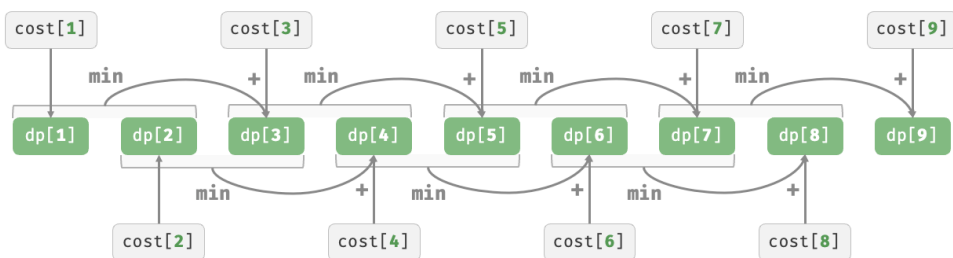 cost[1] cost[3] cost[5] cost[7] cost[9]
min + min + min + min +
dp[1] dp[2] dp[3] dp[4] dp[5] dp[6] dp[7] dp[8] dp[9]
min + min + min +
cost[2] cost[4] cost[6] cost[8]